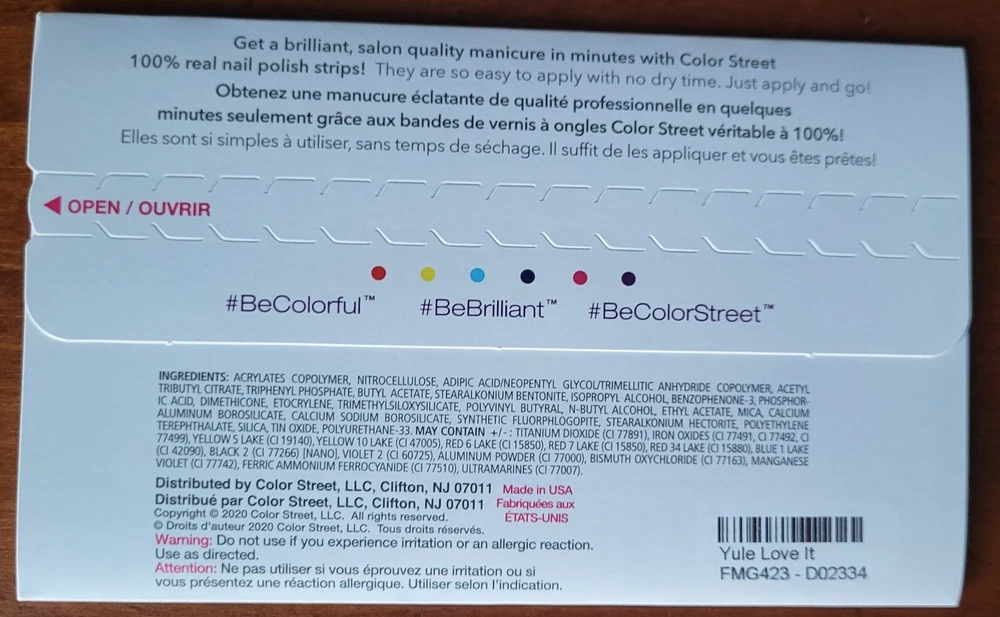 Get a brilliant, salon quality manicure in minutes with Color Street
100% real nail polish strips! They are so easy to apply with no dry time. Just apply and go!
Obtenez une manucure éclatante de qualité professionnelle en quelques
minutes seulement grâce aux bandes de vernis à ongles Color Street véritable à 100%!
Elles sont si simples à utiliser, sans temps de séchage. Il suffit de les appliquer et vous êtes prêtes!
OPEN / OUVRIR
#BeColorful™ #BeBrilliant™ #BeColorStreet™
INGREDIENTS: ACRYLATES COPOLYMER, NITROCELLULOSE, ADIPIC ACID/NEOPENTYL GLYCOL/TRIMELLITIC ANHYDRIDE COPOLYMER, ACETYL
TRIBUTYL CITRATE, TRIPHENYL PHOSPHATE, BUTYL ACETATE, STEARALKONIUM BENTONITE, ISOPROPYL ALCOHOL, BENZOPHENONE-3, PHOSPHOR-
IC ACID, DIMETHICONE, ETOCRYLENE, TRIMETHYLSILOXYSILICATE, POLYVINYL BUTYRAL, N-BUTYL ALCOHOL, ETHYL ACETATE, MICA, CALCIUM
ALUMINUM BOROSILICATE, CALCIUM SODIUM BOROSILICATE, SYNTHETIC FLUORPHLOGOPITE, STEARALKONIUM HECTORITE, POLYETHYLENE
TEREPHTHALATE, SILICA, TIN OXIDE, POLYURETHANE-33. MAY CONTAIN +/- : TITANIUM DIOXIDE (CI 77891), IRON OXIDES (CI 77491, CI 77492, CI
77499), YELLOW 5 LAKE (CI 19140), YELLOW 10 LAKE (CI 47005), RED 6 LAKE (CI 15850), RED 7 LAKE (CI 15850), RED 34 LAKE (CI 15880), BLUE 1 LAKE
(CI 42090), BLACK 2 (CI 77266) [NANO], VIOLET 2 (CI 60725), ALUMINUM POWDER (CI 77000), BISMUTH OXYCHLORIDE (CI 77163), MANGANESE
VIOLET (CI 77742), FERRIC AMMONIUM FERROCYANIDE (CI 77510), ULTRAMARINES (CI 77007).
Distributed by Color Street, LLC, Clifton, NJ 07011 Made in USA
Distribué par Color Street, LLC, Clifton, NJ 07011 Fabriquées aux
Copyright © 2020 Color Street, LLC. All rights reserved. ÉTATS-UNIS
© Droits d'auteur 2020 Color Street, LLC. Tous droits réservés.
Warning: Do not use if you experience irritation or an allergic reaction.
Use as directed.
Attention: Ne pas utiliser si vous éprouvez une irritation ou si
vous présentez une réaction allergique. Utiliser selon l'indication.
Yule Love It
FMG423 - D02334